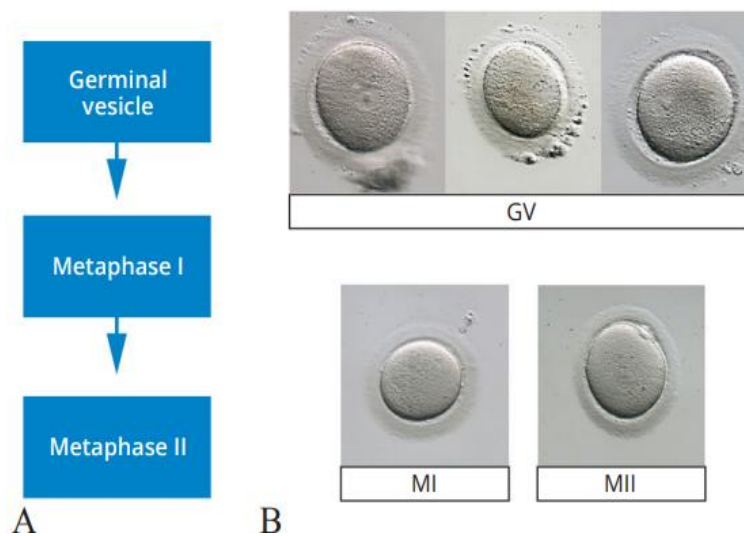 Germinal
vesicle
Metaphase I
Metaphase II
A
GV
MI
MII
B